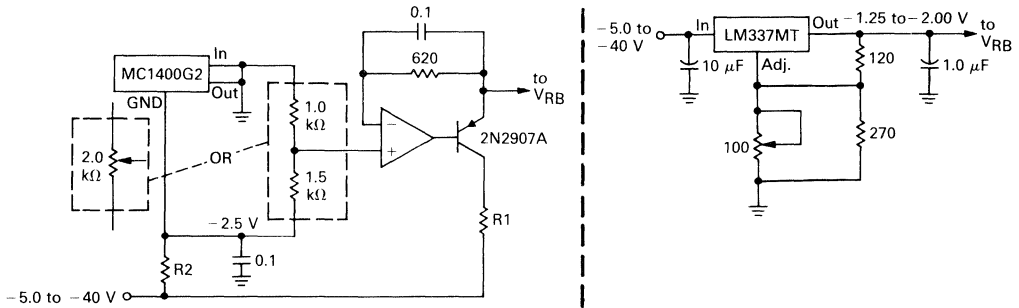 0.1
620
In
MC1400G2
Out
GND
1.0
kΩ
2.0
kΩ
OR
1.5
kΩ
−
+
to
VRB
2N2907A
R1
−2.5 V
R2
0.1
−5.0 to −40 V
−5.0 to
−40 V
In
LM337MT
Out
−1.25 to −2.00 V
to
VRB
Adj.
10 μF
120
1.0 μF
100
270